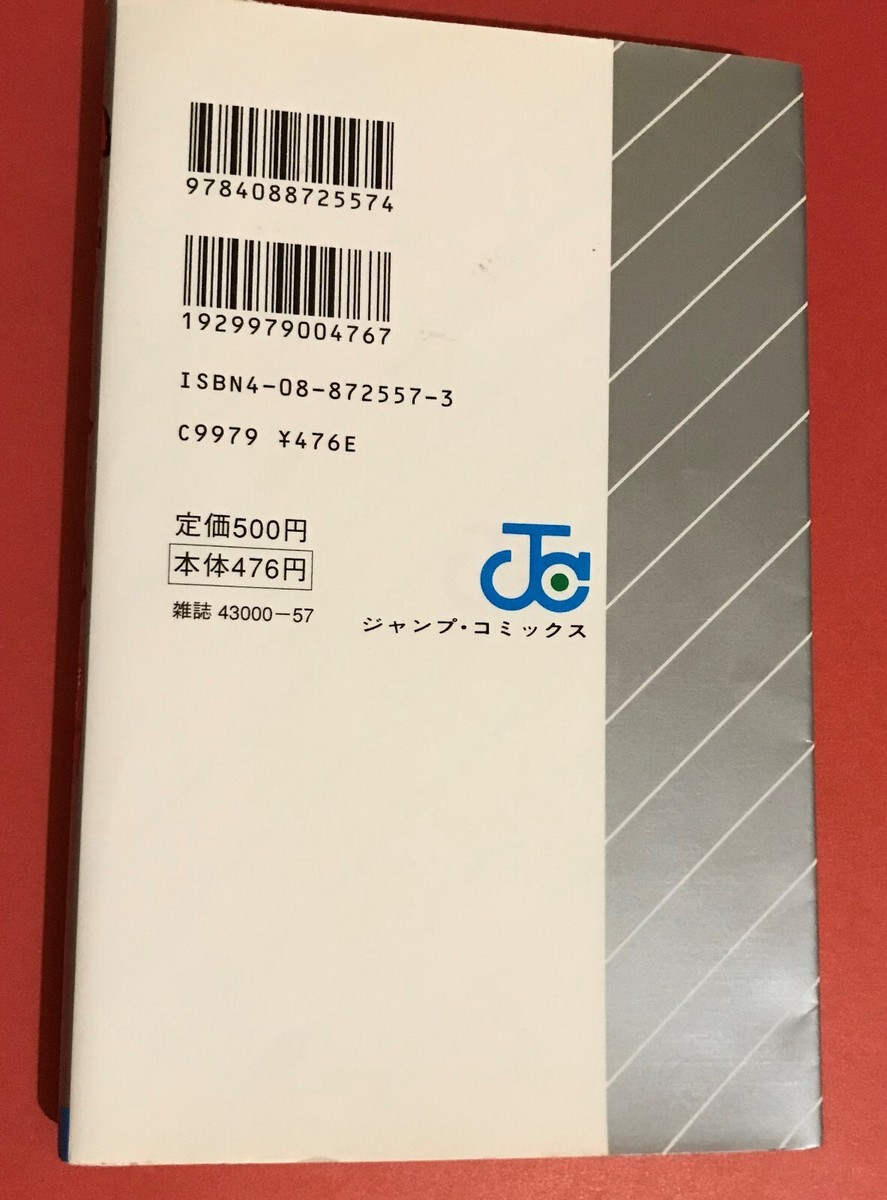 9784088725574
1929979004767
ISBN4-08-872557-3
C9979 ¥476E
定価500円
本体476円
雑誌 43000-57
JC
ジャンプ・コミックス